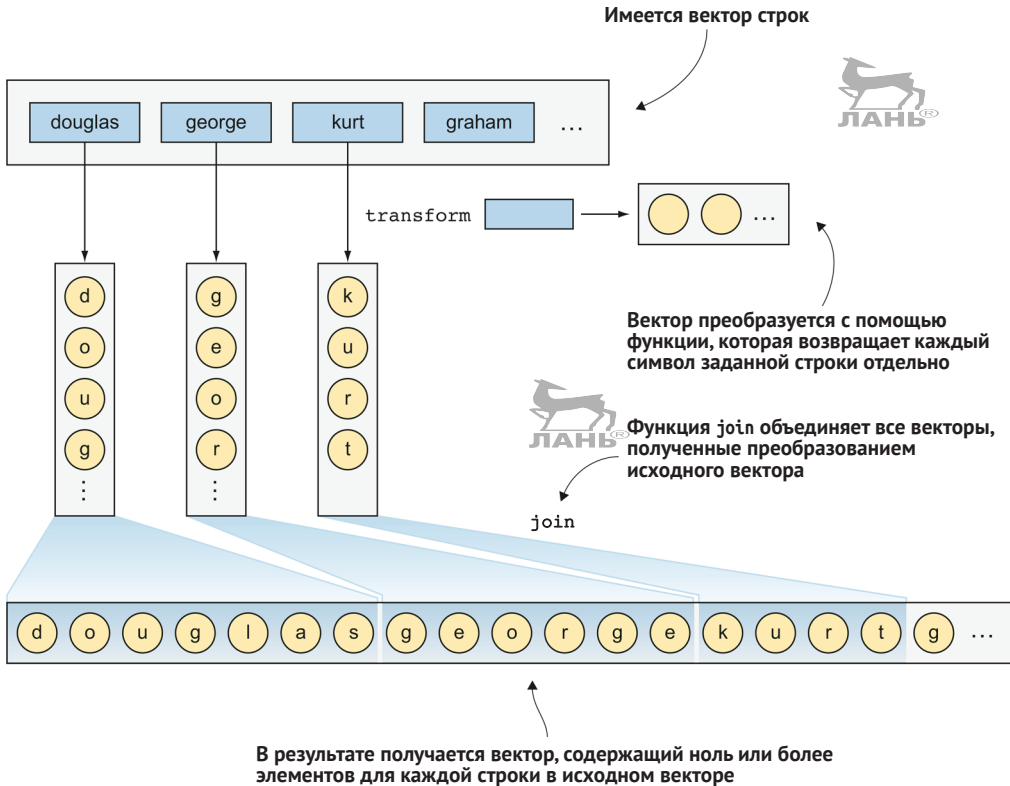 Имеется вектор строк
ЛАНЬ®
douglas george kurt graham ...
transform
...
d
o
u
g
⋮
g
e
o
r
⋮
k
u
r
t
Вектор преобразуется с помощью
функции, которая возвращает каждый
символ заданной строки отдельно
ЛАНЬ®
Функция join объединяет все векторы,
полученные преобразованием
исходного вектора
join
d o u g l a s g e o r g e k u r t g ...
В результате получается вектор, содержащий ноль или более
элементов для каждой строки в исходном векторе